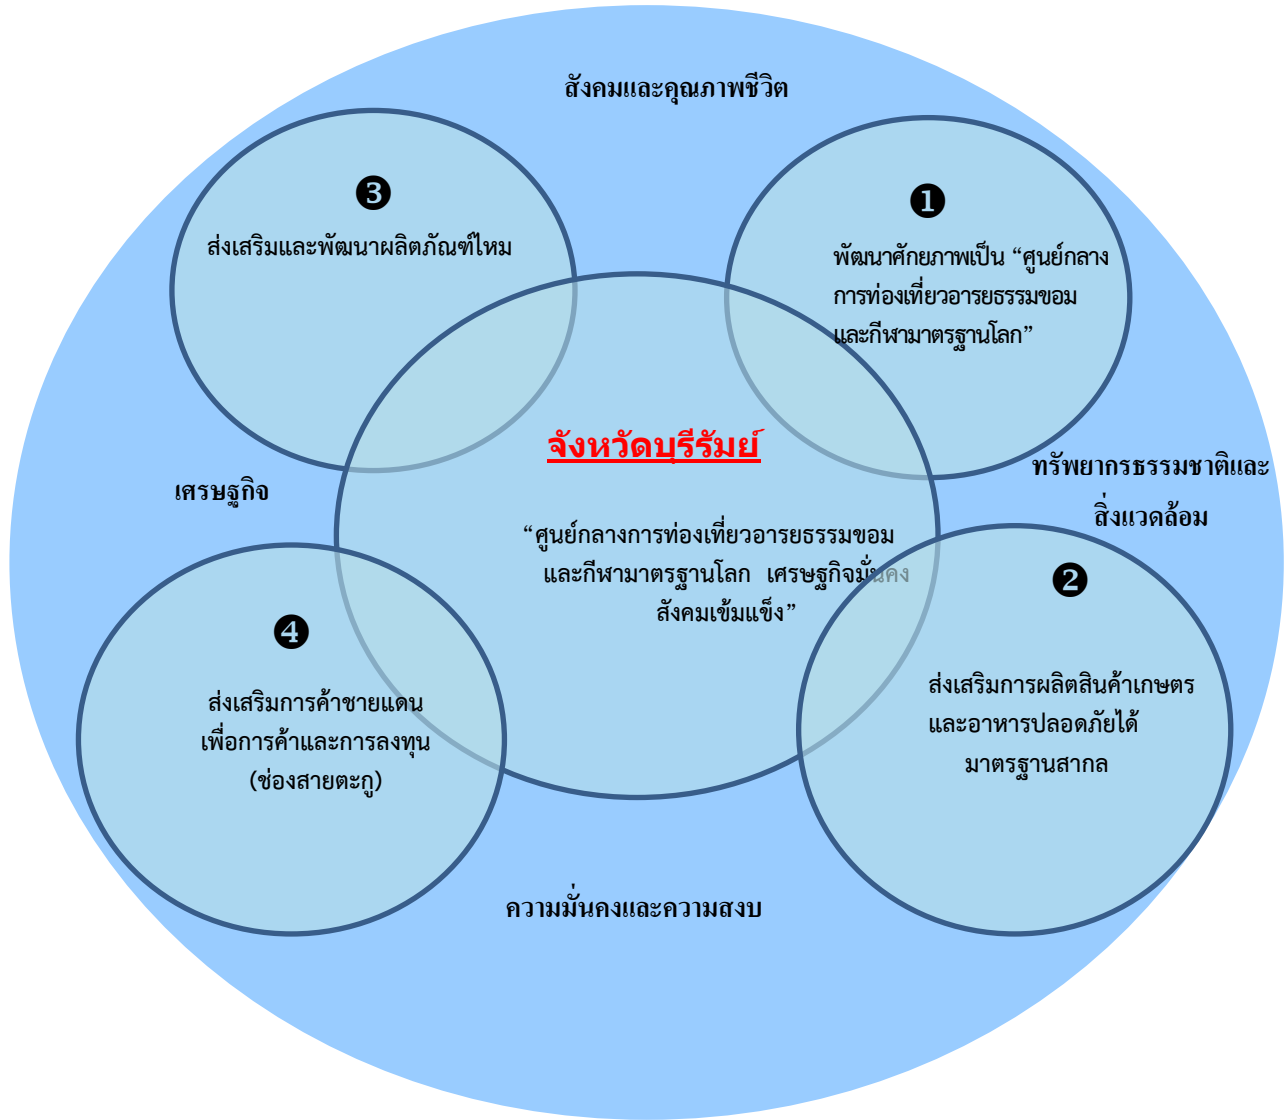 สังคมและคุณภาพชีวิต
❸
ส่งเสริมและพัฒนาผลิตภัณฑ์ไหม
❶
พัฒนาศักยภาพเป็น “ศูนย์กลาง
การท่องเที่ยวอารยธรรมขอม
และกีฬามาตรฐานโลก”
จังหวัดบุรีรัมย์
“ศูนย์กลางการท่องเที่ยวอารยธรรมขอม
และกีฬามาตรฐานโลก เศรษฐกิจมั่นคง
สังคมเข้มแข็ง”
เศรษฐกิจ
ทรัพยากรธรรมชาติและ
สิ่งแวดล้อม
❹
ส่งเสริมการค้าชายแดน
เพื่อการค้าและการลงทุน
(ช่องสายตะกู)
❷
ส่งเสริมการผลิตสินค้าเกษตร
และอาหารปลอดภัยได้
มาตรฐานสากล
ความมั่นคงและความสงบ